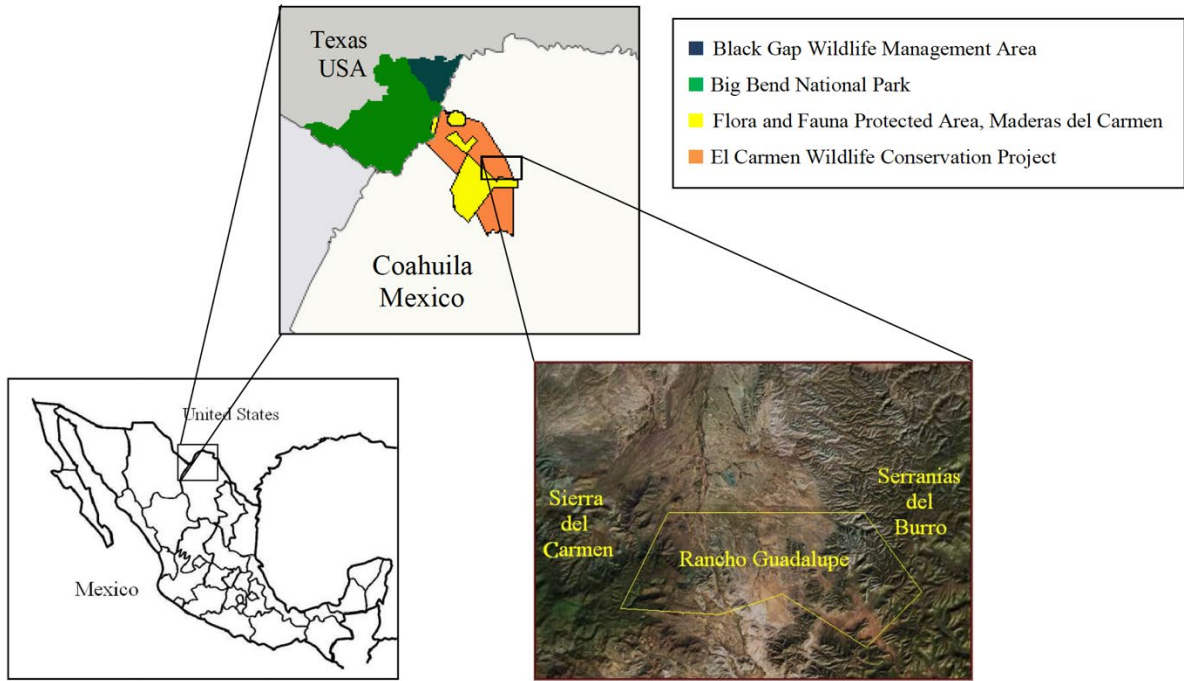 Texas
USA
Coahuila
Mexico
Black Gap Wildlife Management Area
Big Bend National Park
Flora and Fauna Protected Area, Maderas del Carmen
El Carmen Wildlife Conservation Project
United States
Mexico
Sierra
del
Carmen
Rancho Guadalupe
Serranias
del
Burro